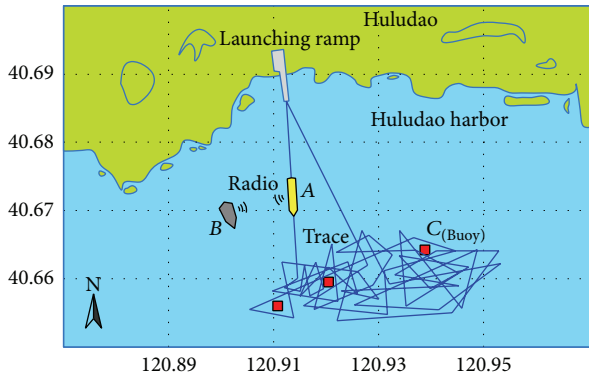 Huludao
Launching ramp
40.69
Huludao harbor
40.68
Radio
A
40.67
B
Trace
C(Buoy)
40.66
N
120.89 120.91 120.93 120.95